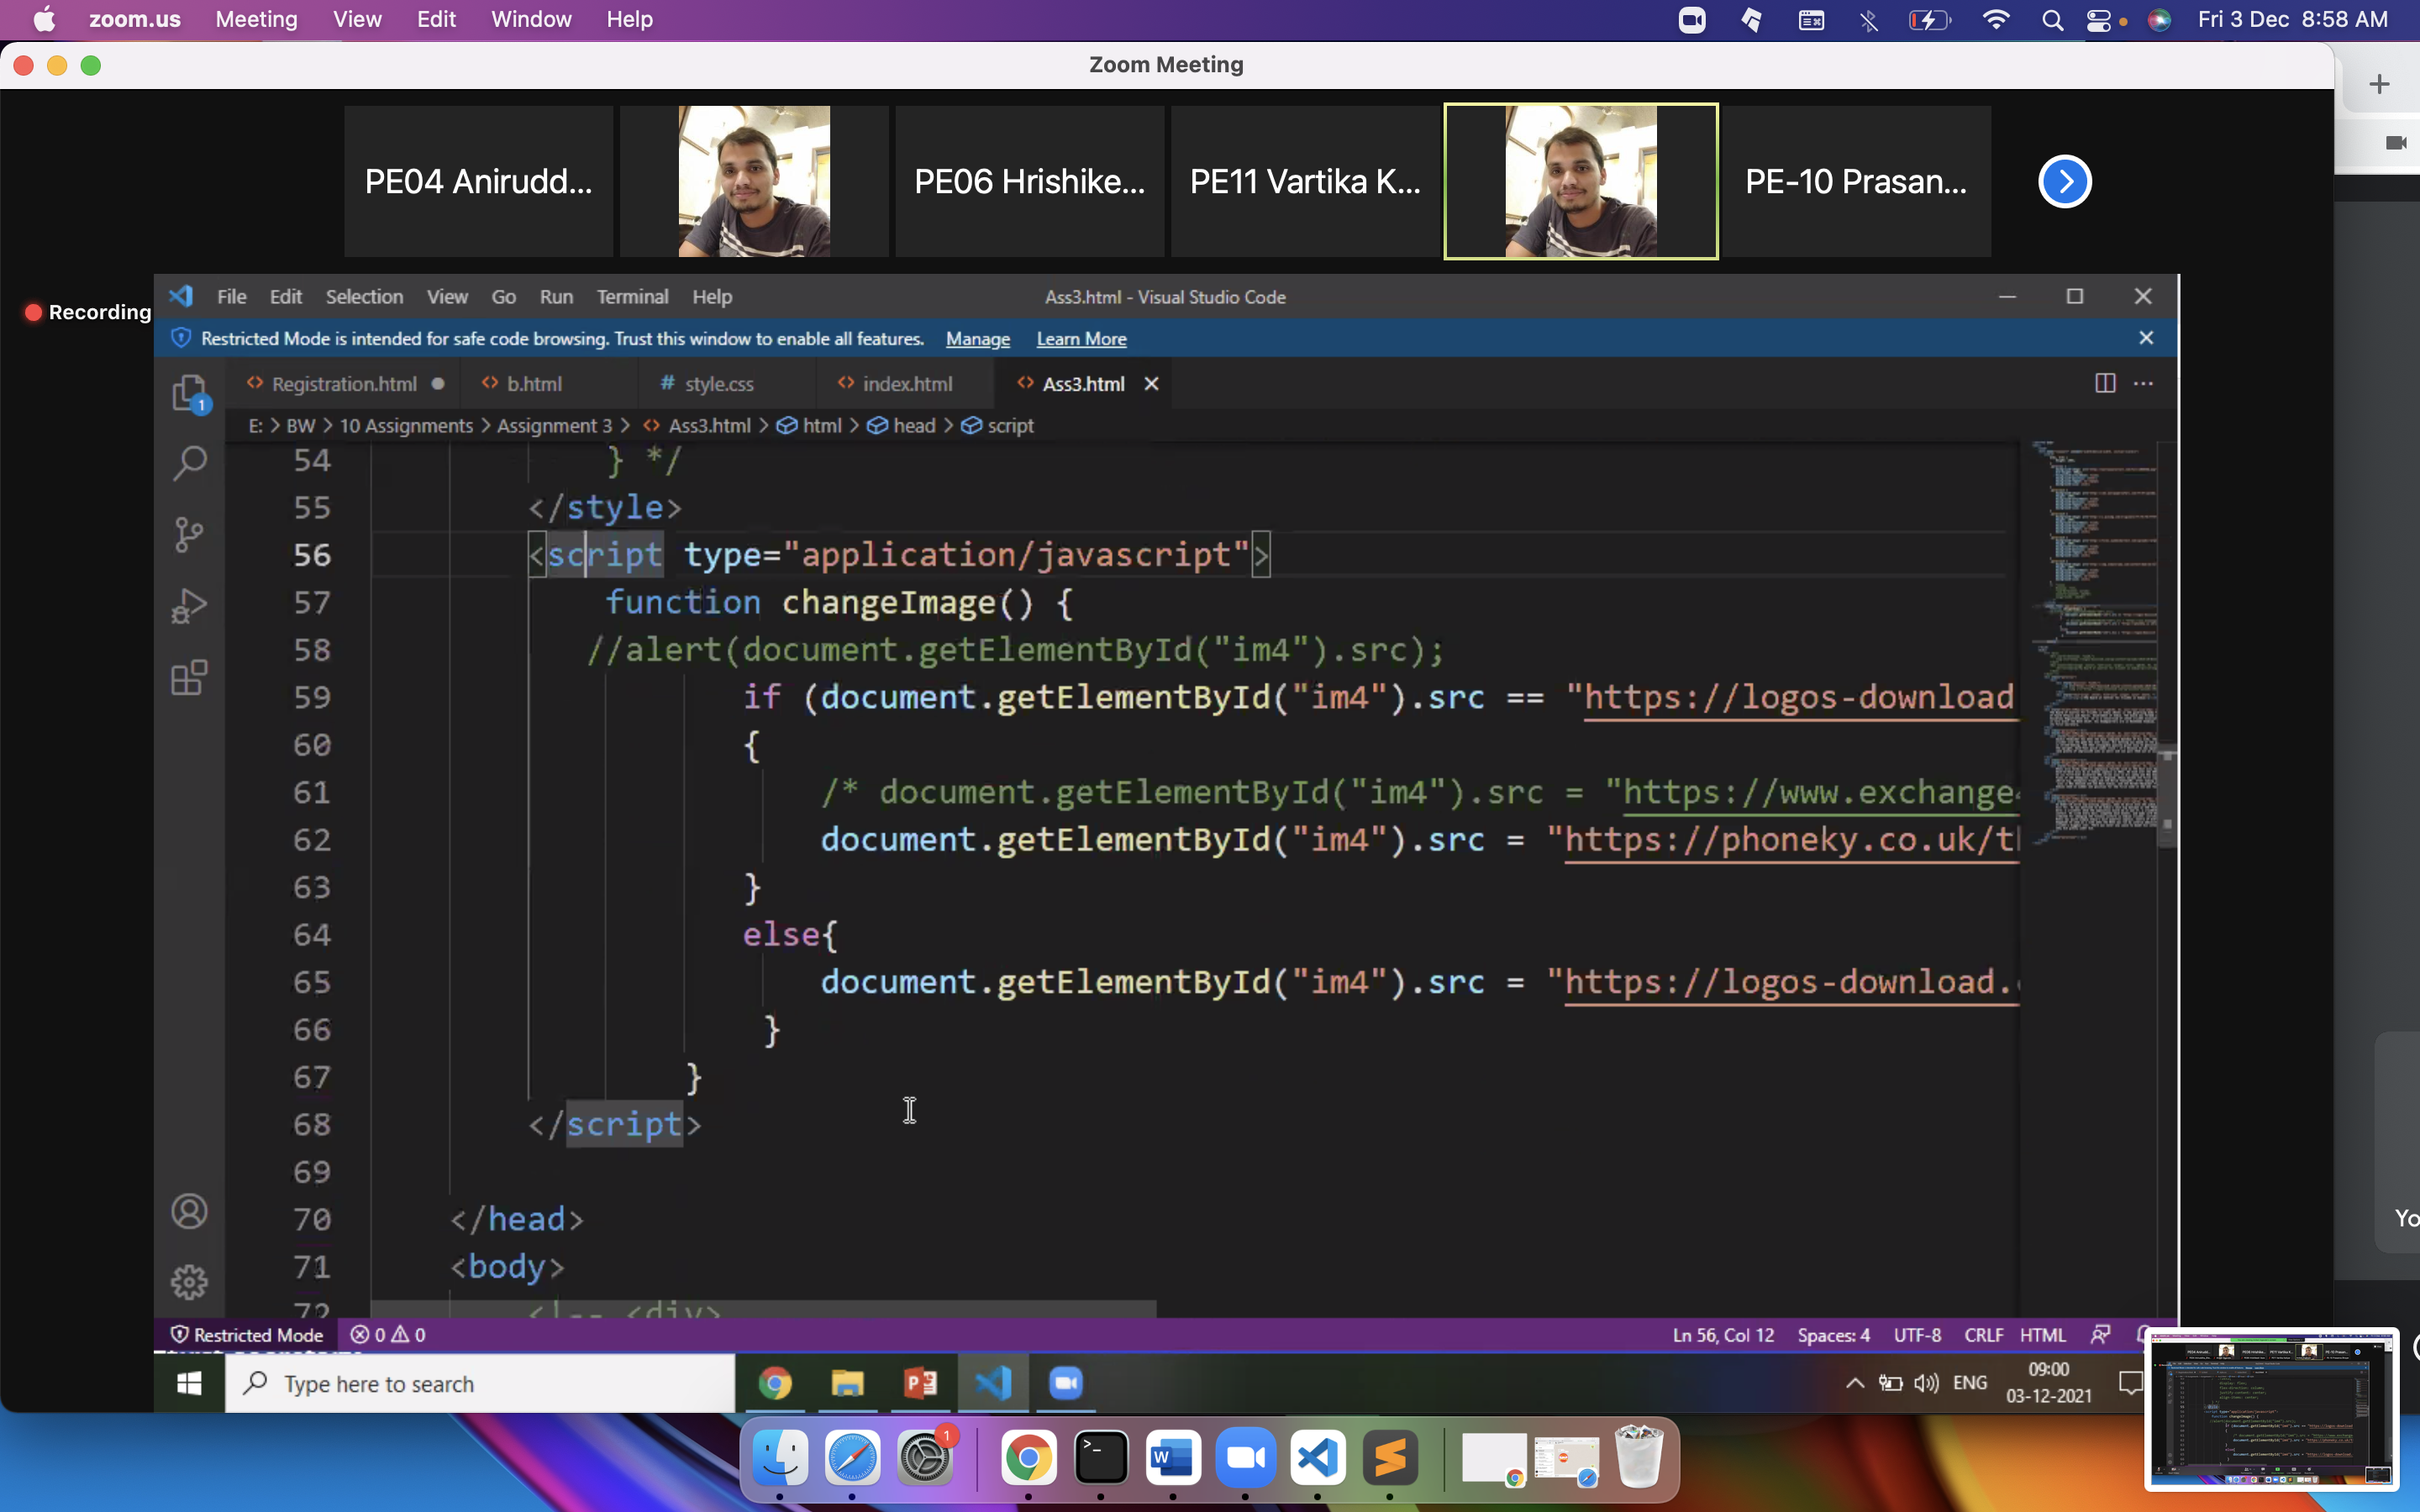 zoom.us Meeting View Edit Window Help Fri 3 Dec 8:58 AM
Zoom Meeting
PE04 Anirudd... PE06 Hrishike... PE11 Vartika K... PE-10 Prasan...
Recording
File Edit Selection View Go Run Terminal Help Ass3.html - Visual Studio Code
Restricted Mode is intended for safe code browsing. Trust this window to enable all features. Manage Learn More
Registration.html b.html # style.css index.html Ass3.html
1
E: > BW > 10 Assignments > Assignment 3 > Ass3.html > html > head > script
54 } */
55 </style>
56 <script type="application/javascript">
57 function changeImage() {
58 //alert(document.getElementById("im4").src);
59 if (document.getElementById("im4").src == "https://logos-download
60 {
61 /* document.getElementById("im4").src = "https://www.exchange4
62 document.getElementById("im4").src = "https://phoneky.co.uk/t
63 }
64 else{
65 document.getElementById("im4").src = "https://logos-download.
66 }
67 }
68 </script>
69
70 </head>
71 <body>
72 <!-- <div>
Yo
Restricted Mode 0 0 Ln 56, Col 12 Spaces: 4 UTF-8 CRLF HTML
Type here to search ENG 09:00
03-12-2021
1